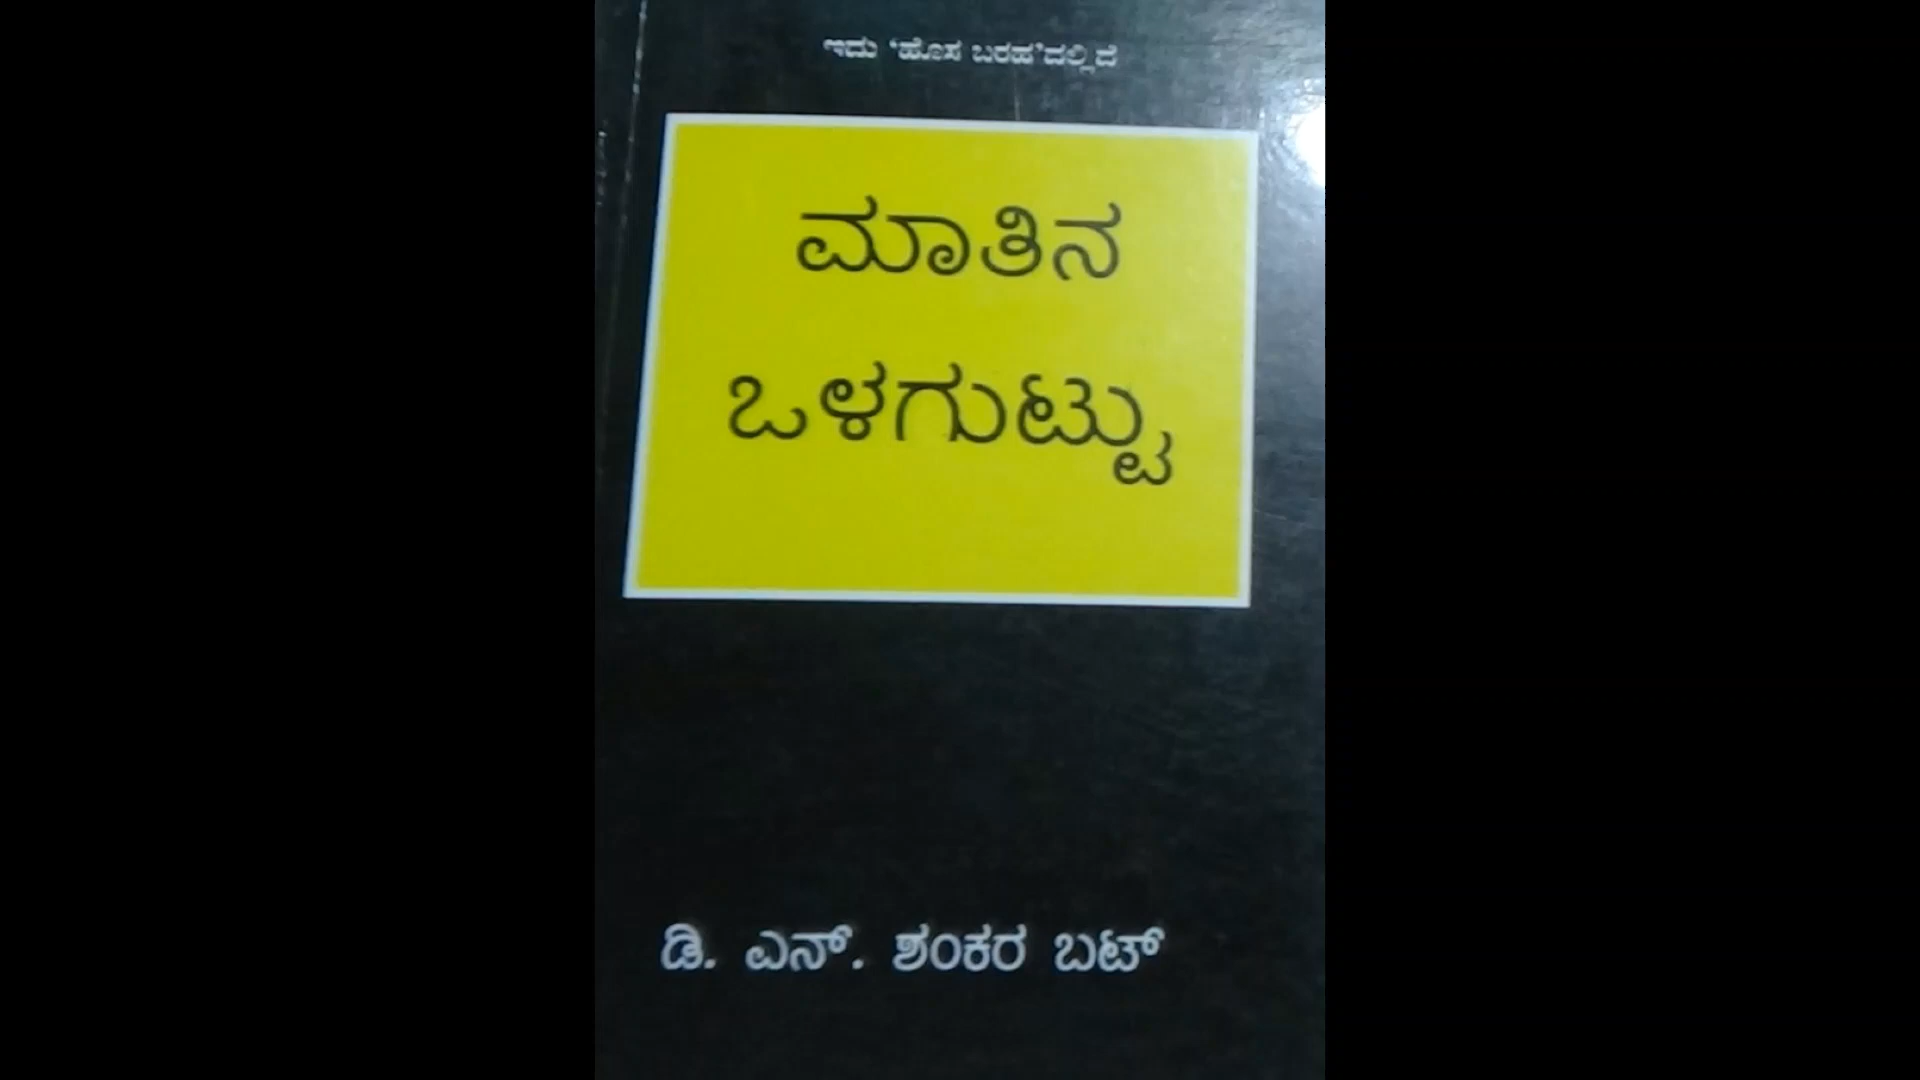 ಇದು ‘ಹೊಸ ಬರಹ’ದಲ್ಲಿದೆ
ಮಾತಿನ
ಒಳಗುಟ್ಟು
ಡಿ. ಎನ್. ಶಂಕರ ಬಟ್